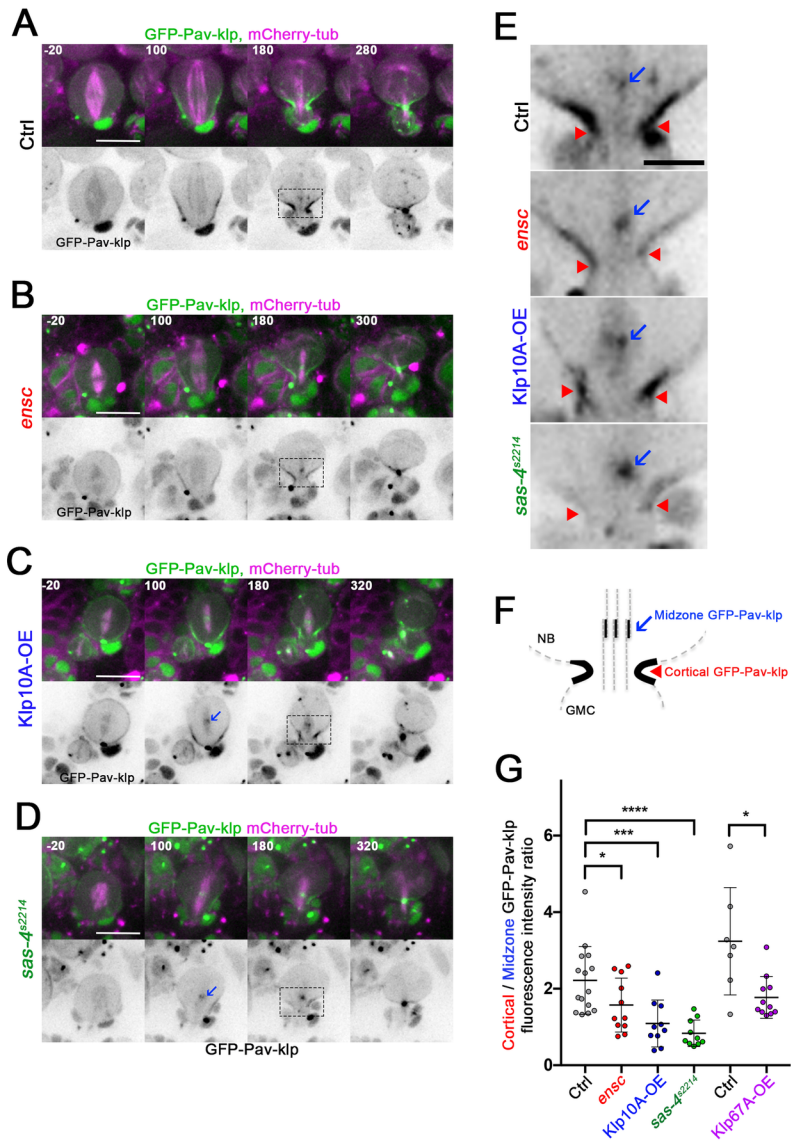 A
GFP-Pav-klp, mCherry-tub
-20 100 180 280
Ctrl
GFP-Pav-klp
B
GFP-Pav-klp, mCherry-tub
-20 100 180 300
ensc
GFP-Pav-klp
C
GFP-Pav-klp, mCherry-tub
-20 100 180 320
Klp10A-OE
GFP-Pav-klp
D
GFP-Pav-klp mCherry-tub
-20 100 180 320
sas-4s2214
GFP-Pav-klp
E
Ctrl
ensc
Klp10A-OE
sas-4s2214
F
Midzone GFP-Pav-klp
NB
Cortical GFP-Pav-klp
GMC
G
Cortical / Midzone GFP-Pav-klp
fluorescence intensity ratio
6
4
2
0
****
***
*
*
Ctrl
ensc
Klp10A-OE
sas-4s2214
Ctrl
Klp67A-OE